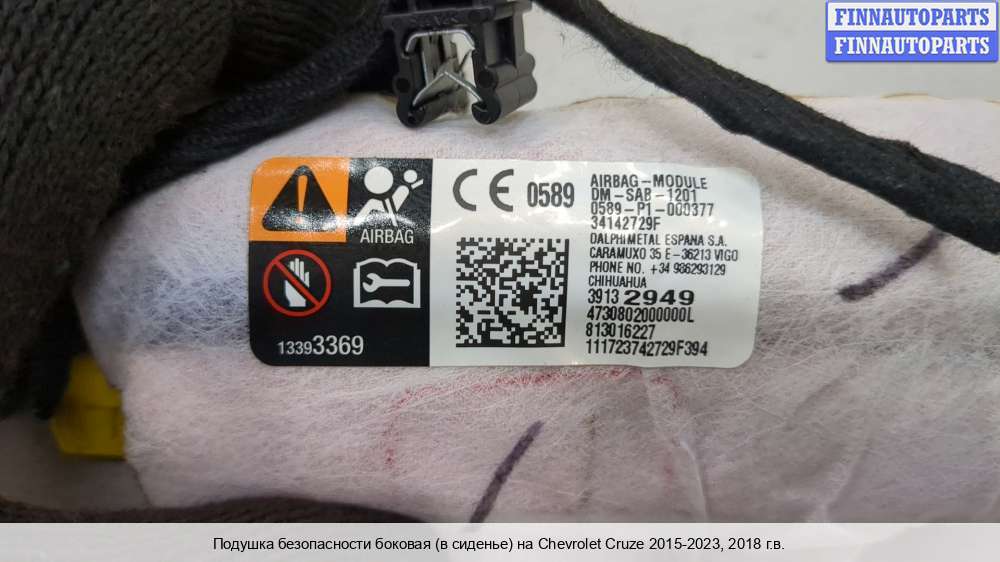 FINNAUTOPARTS
FINNAUTOPARTS
AIRBAG
13393369
CE 0589
AIRBAG-MODULE
DM-SAB-1201
0589-P1-000377
34142729F
DALPHIMETAL ESPANA S.A.
CARAMUXO 35 E-36213 VIGO
PHONE NO. +34 986293129
CHIHUAHUA
3913 2949
4730802000000L
813016227
111723742729F394
Подушка безопасности боковая (в сиденье) на Chevrolet Cruze 2015-2023, 2018 г.в.